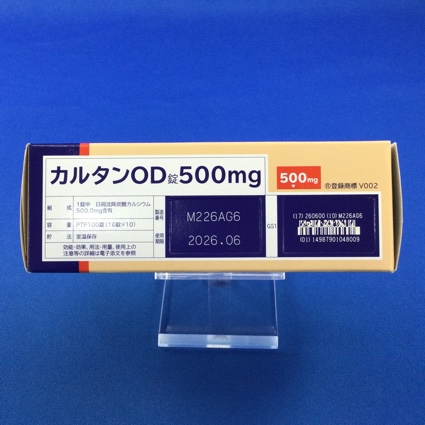 カルタンOD錠500mg
500mg
®登録商標 V002
組成 1錠中 日局沈降炭酸カルシウム
500.0mg含有
容量 PTP100錠(10錠×10)
貯法 室温保存
効能・効果、用法・用量、使用上の
注意等の詳細は電子添文を参照
製造番号 M226AG6
使用期限 2026.06
GS1
(17) 260600 (10) M226AG6
(01) 14987901048009